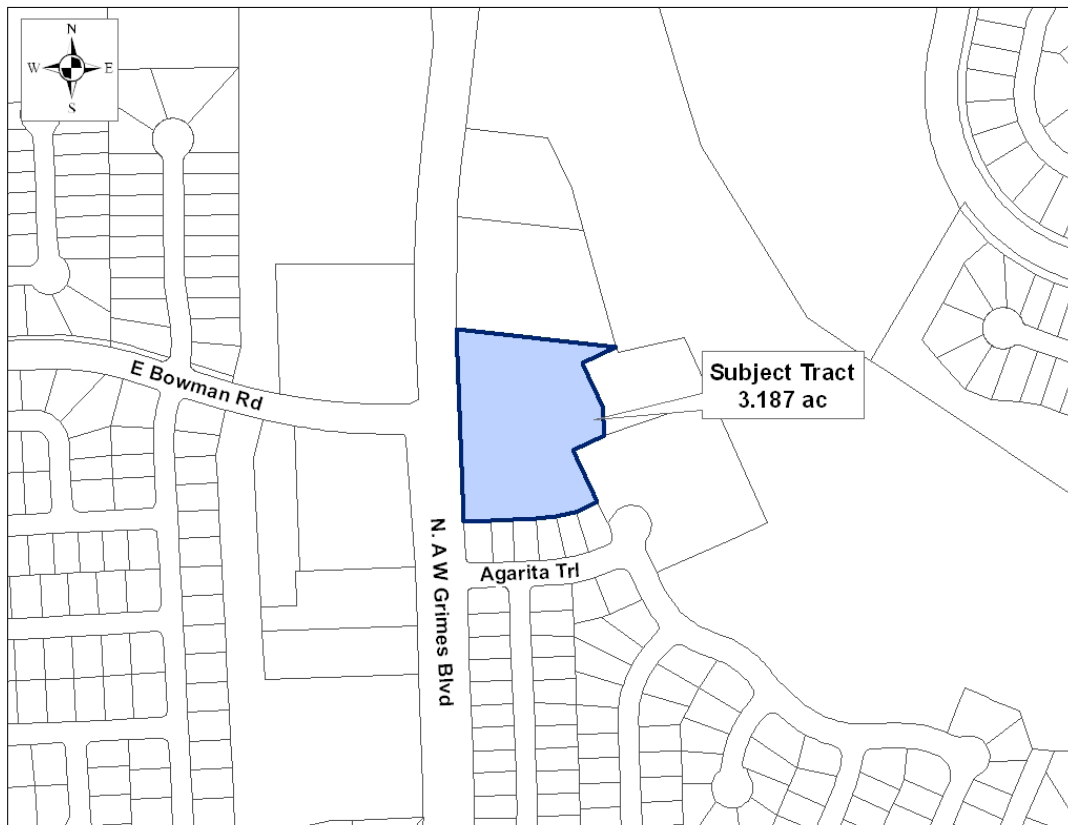 N
W E
S
E Bowman Rd
Subject Tract
3.187 ac
N. A W Grimes Blvd
Agarita Trl